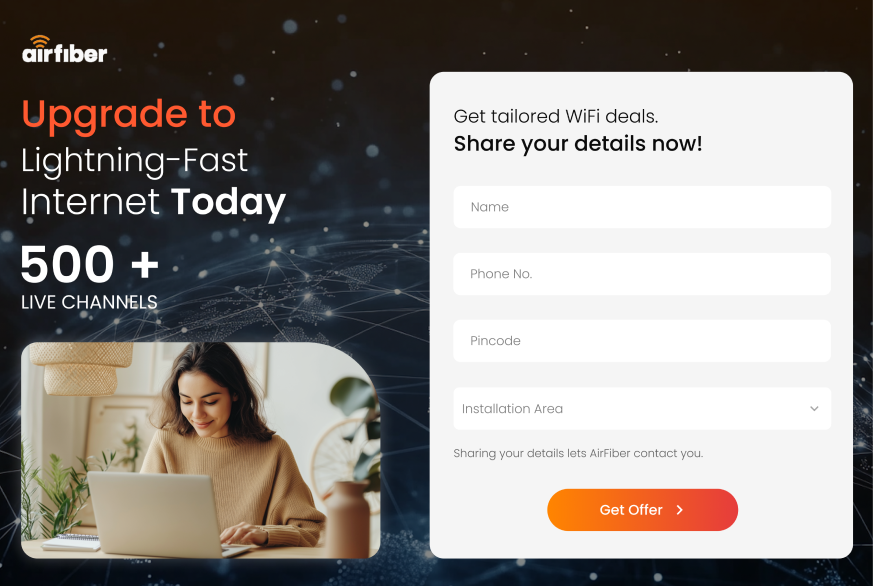 airfiber
Upgrade to
Lightning-Fast
Internet Today
500 +
LIVE CHANNELS
Get tailored WiFi deals.
Share your details now!
Name
Phone No.
Pincode
Installation Area
Sharing your details lets AirFiber contact you.
Get Offer